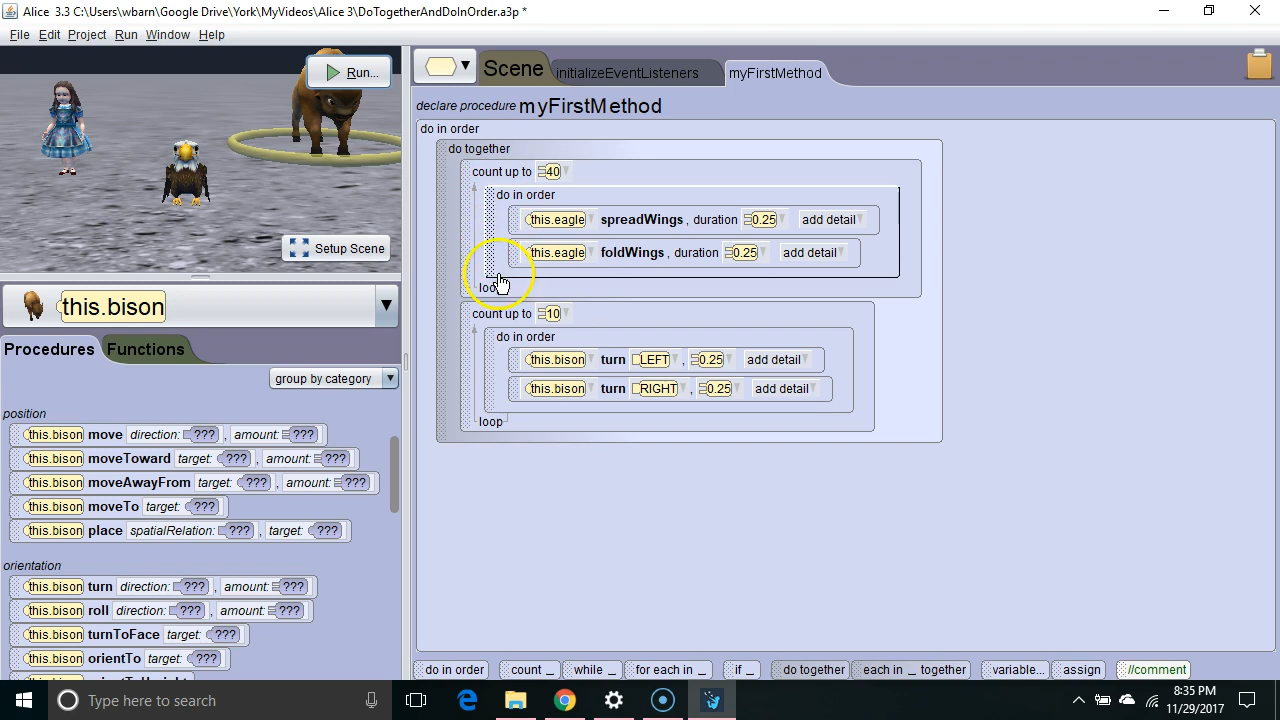 Alice 3.3 C:\Users\wbarn\Google Drive\York\MyVideos\Alice 3\DoTogetherAndDoInOrder.a3p *
File Edit Project Run Window Help
Run...
Setup Scene
this.bison
Procedures Functions
group by category
position
this.bison move direction: ??? , amount: ???
this.bison moveToward target: ??? , amount: ???
this.bison moveAwayFrom target: ??? , amount: ???
this.bison moveTo target: ???
this.bison place spatialRelation: ??? , target: ???
orientation
this.bison turn direction: ??? , amount: ???
this.bison roll direction: ??? , amount: ???
this.bison turnToFace target: ???
this.bison orientTo target: ???
Scene initializeEventListeners myFirstMethod
declare procedure myFirstMethod
do in order
do together
count up to 40
do in order
this.eagle spreadWings , duration 0.25 add detail
this.eagle foldWings , duration 0.25 add detail
loop
count up to 10
do in order
this.bison turn LEFT , 0.25 add detail
this.bison turn RIGHT , 0.25 add detail
loop
do in order count _ while _ for each in _ if _ do together each in _ together variable... assign //comment
Type here to search
8:35 PM
11/29/2017